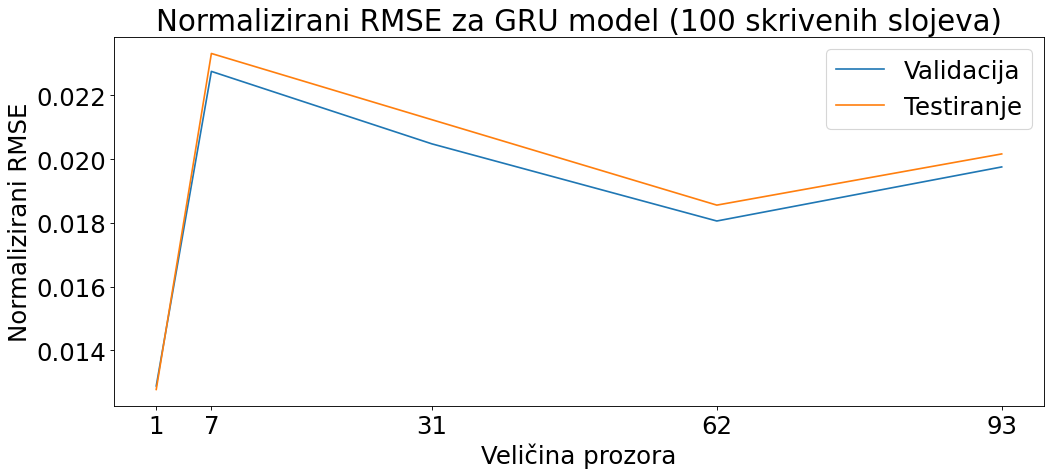 Normalizirani RMSE za GRU model (100 skrivenih slojeva)
Validacija
Testiranje
Normalizirani RMSE
0.022
0.020
0.018
0.016
0.014
1 7 31 62 93
Veličina prozora